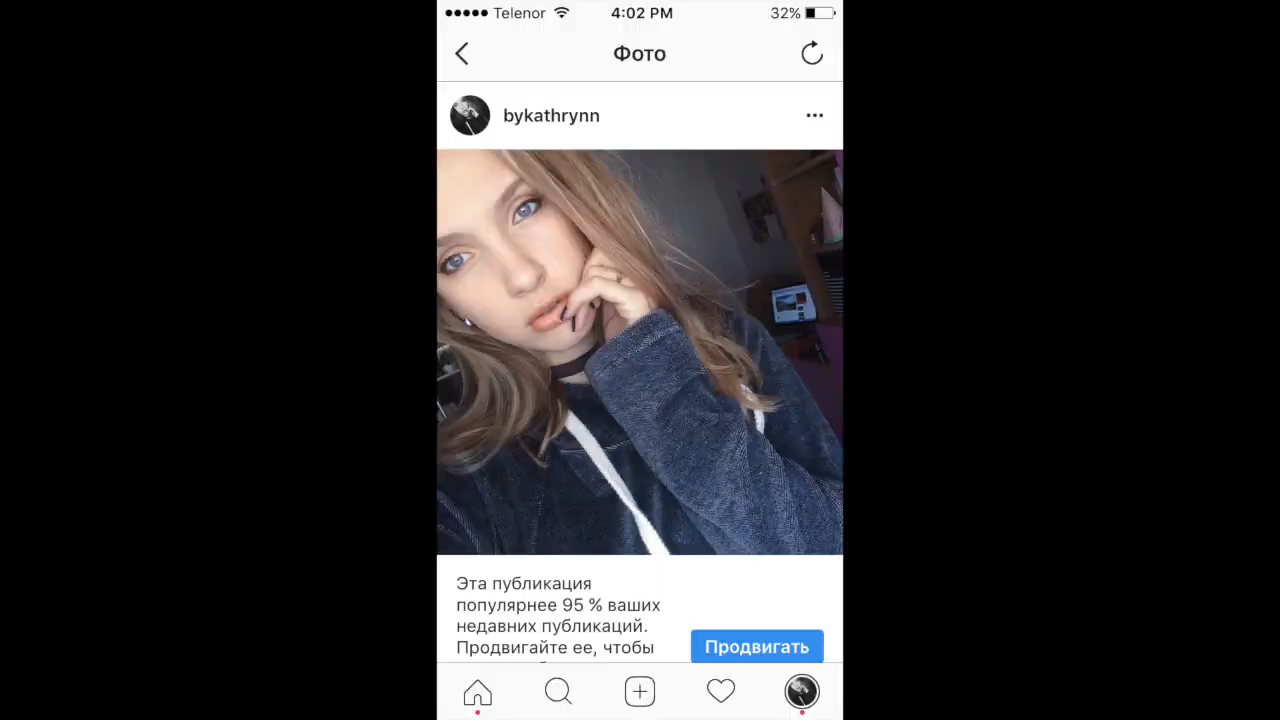 Telenor 4:02 PM 32%
Фото
bykathrynn
Эта публикация
популярнее 95 % ваших
недавних публикаций.
Продвигайте ее, чтобы
Продвигать